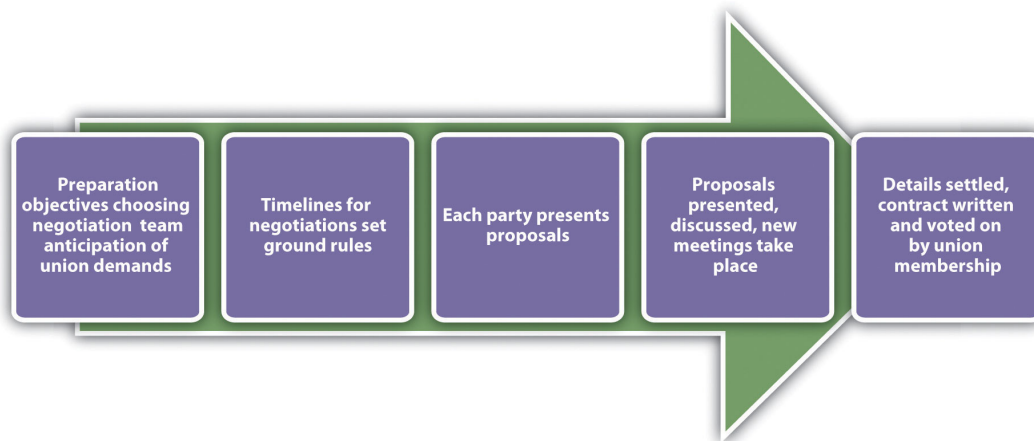 Preparation
objectives choosing
negotiation team
anticipation of
union demands
Timelines for
negotiations set
ground rules
Each party presents
proposals
Proposals
presented,
discussed, new
meetings take
place
Details settled,
contract written
and voted on
by union
membership